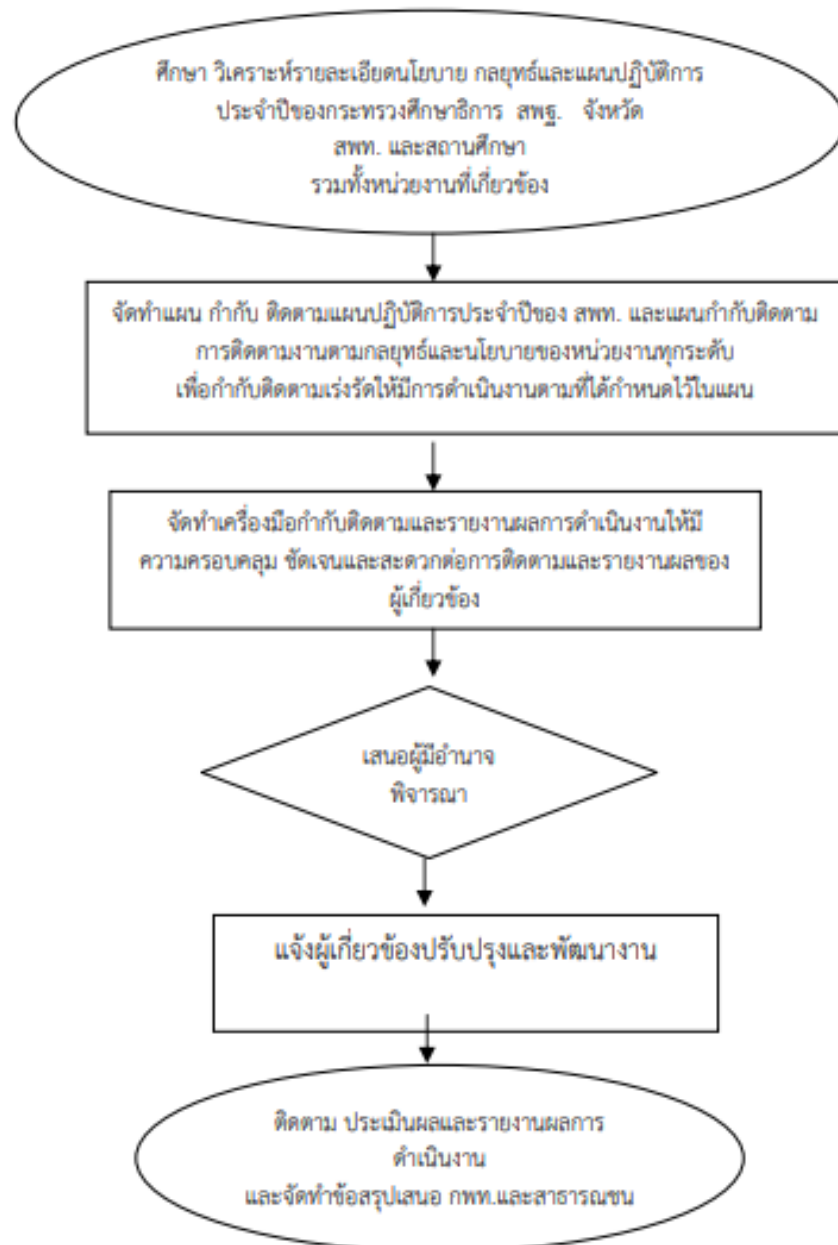 ศึกษา วิเคราะห์รายละเอียดนโยบาย กลยุทธ์และแผนปฏิบัติการ
ประจำปีของกระทรวงศึกษาธิการ สพฐ. จังหวัด
สพท. และสถานศึกษา
รวมทั้งหน่วยงานที่เกี่ยวข้อง
จัดทำแผน กำกับ ติดตามแผนปฏิบัติการประจำปีของ สพท. และแผนกำกับติดตาม
การติดตามงานตามกลยุทธ์และนโยบายของหน่วยงานทุกระดับ
เพื่อกำกับติดตามเร่งรัดให้มีการดำเนินงานตามที่ได้กำหนดไว้ในแผน
จัดทำเครื่องมือกำกับติดตามและรายงานผลการดำเนินงานให้มี
ความครอบคลุม ชัดเจนและสะดวกต่อการติดตามและรายงานผลของ
ผู้เกี่ยวข้อง
เสนอผู้มีอำนาจ
พิจารณา
แจ้งผู้เกี่ยวข้องปรับปรุงและพัฒนางาน
ติดตาม ประเมินผลและรายงานผลการ
ดำเนินงาน
และจัดทำข้อสรุปเสนอ กพท.และสาธารณชน